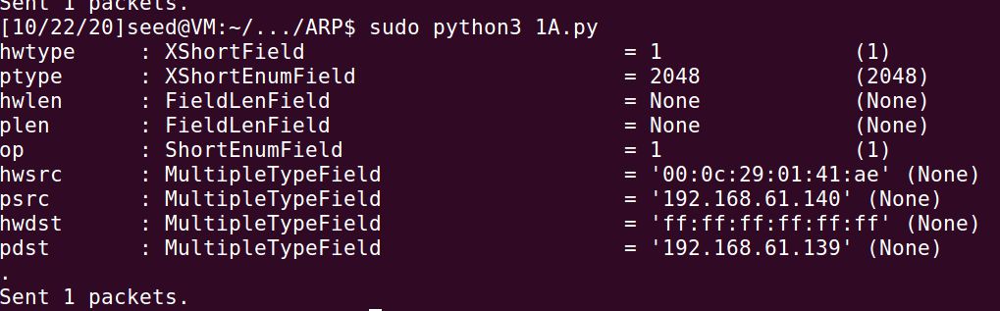 Sent 1 packets.
[10/22/20]seed@VM:~/.../ARP$ sudo python3 1A.py
hwtype     : XShortField                         = 1               (1)
ptype      : XShortEnumField                     = 2048            (2048)
hwlen      : FieldLenField                       = None            (None)
plen       : FieldLenField                       = None            (None)
op         : ShortEnumField                      = 1               (1)
hwsrc      : MultipleTypeField                   = '00:0c:29:01:41:ae' (None)
psrc       : MultipleTypeField                   = '192.168.61.140' (None)
hwdst      : MultipleTypeField                   = 'ff:ff:ff:ff:ff:ff' (None)
pdst       : MultipleTypeField                   = '192.168.61.139' (None)
.
Sent 1 packets.